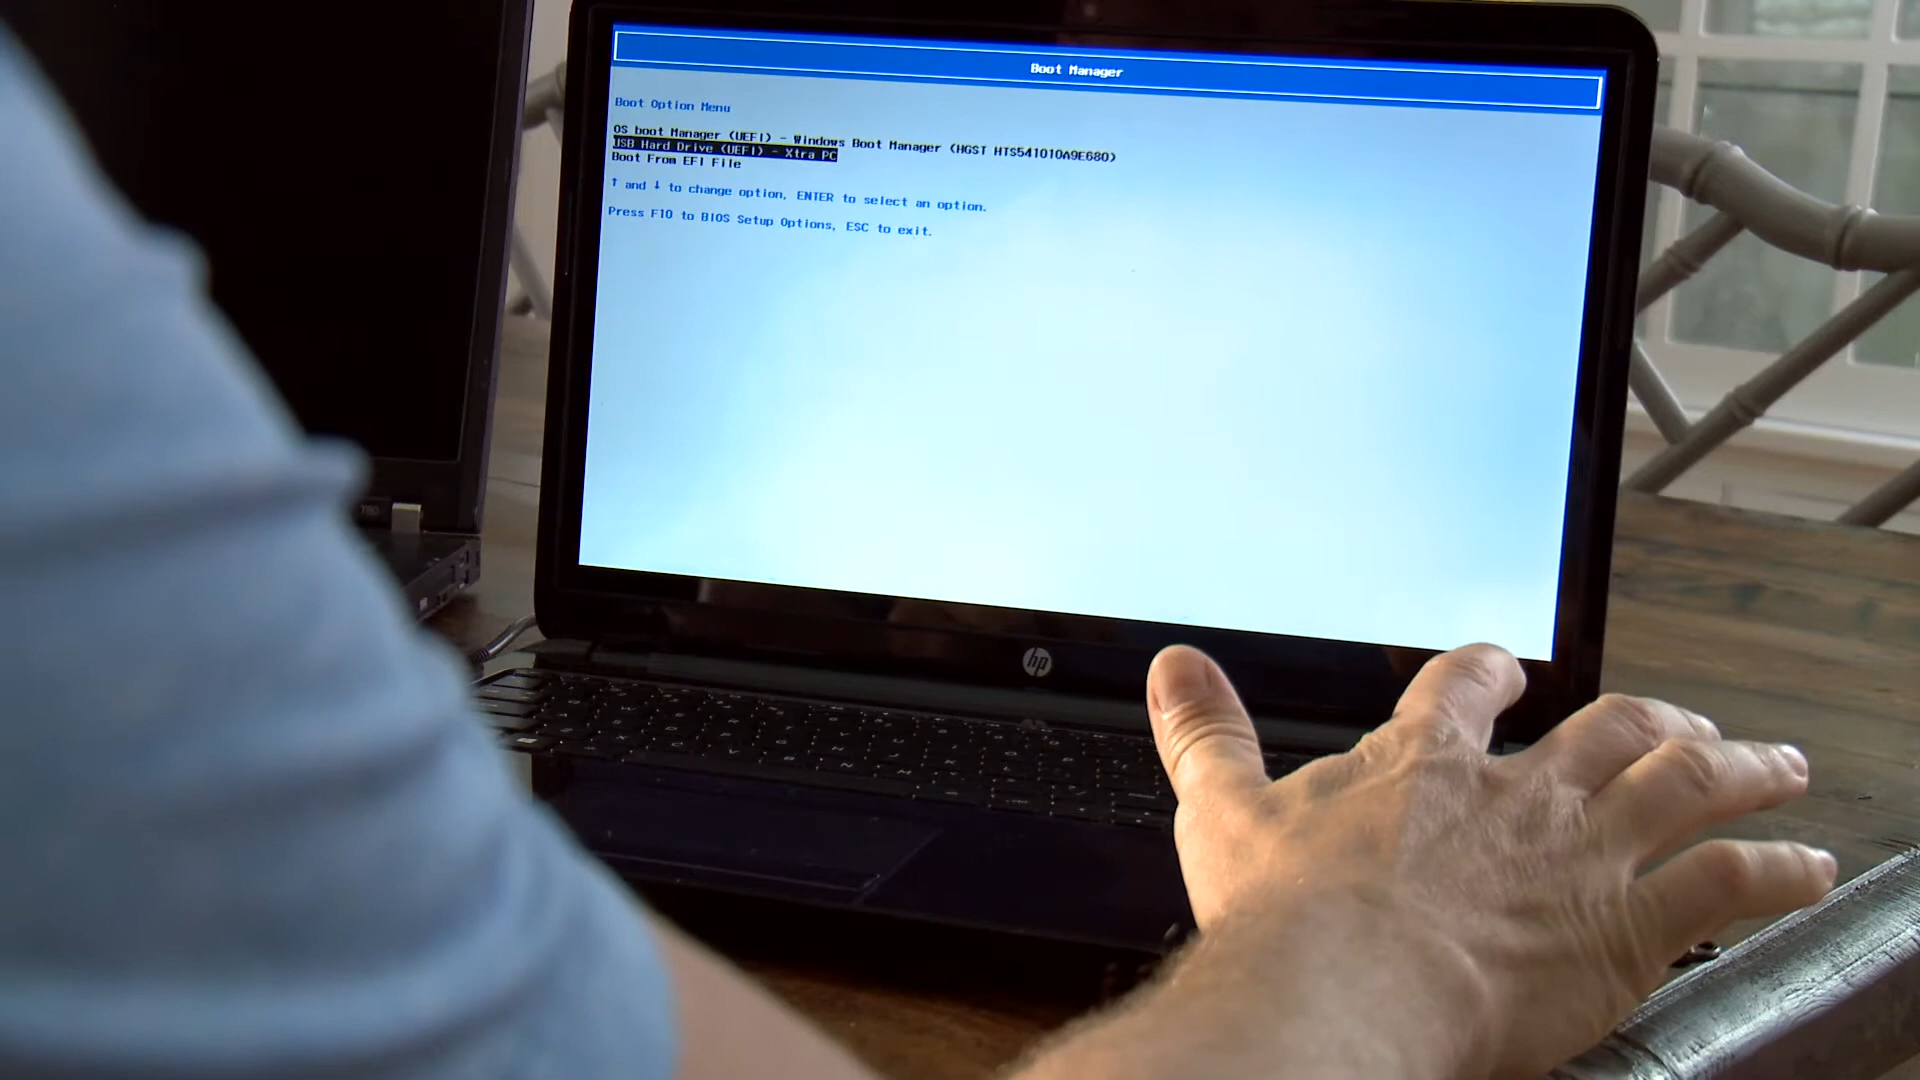 Boot Manager
Boot Option Menu
OS boot Manager (UEFI) - Windows Boot Manager (HGST HTS541010A9E680)
USB Hard Drive (UEFI) - Xtra PC
Boot From EFI File
↑ and ↓ to change option, ENTER to select an option.
Press F10 to BIOS Setup Options, ESC to exit.
hp